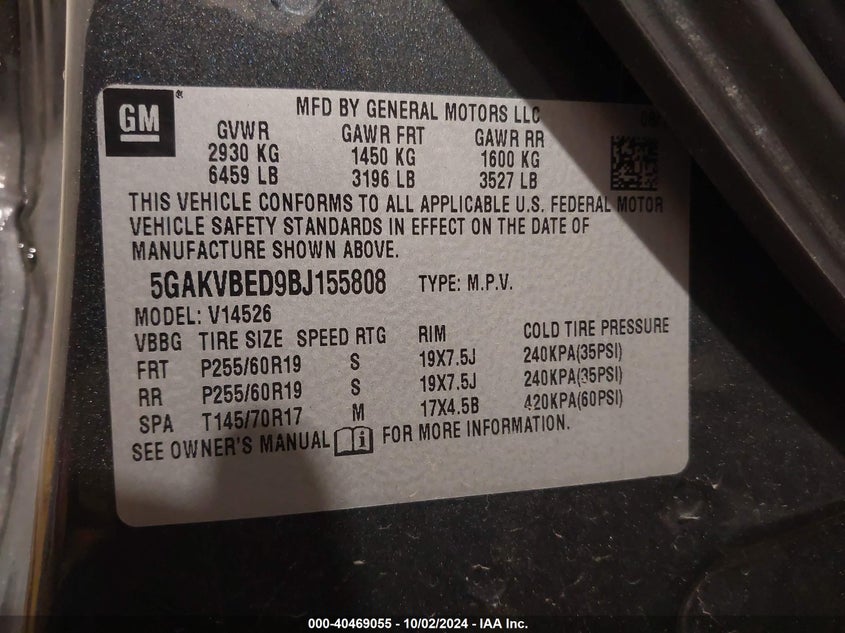 GM
MFD BY GENERAL MOTORS LLC
GVWR GAWR FRT GAWR RR
2930 KG 1450 KG 1600 KG
6459 LB 3196 LB 3527 LB
THIS VEHICLE CONFORMS TO ALL APPLICABLE U.S. FEDERAL MOTOR
VEHICLE SAFETY STANDARDS IN EFFECT ON THE DATE OF
MANUFACTURE SHOWN ABOVE.
5GAKVBED9BJ155808 TYPE: M.P.V.
MODEL: V14526
VBBG TIRE SIZE SPEED RTG RIM COLD TIRE PRESSURE
FRT P255/60R19 S 19X7.5J 240KPA(35PSI)
RR P255/60R19 S 19X7.5J 240KPA(35PSI)
SPA T145/70R17 M 17X4.5B 420KPA(60PSI)
SEE OWNER'S MANUAL FOR MORE INFORMATION.
000-40469055 - 10/02/2024 - IAA Inc.